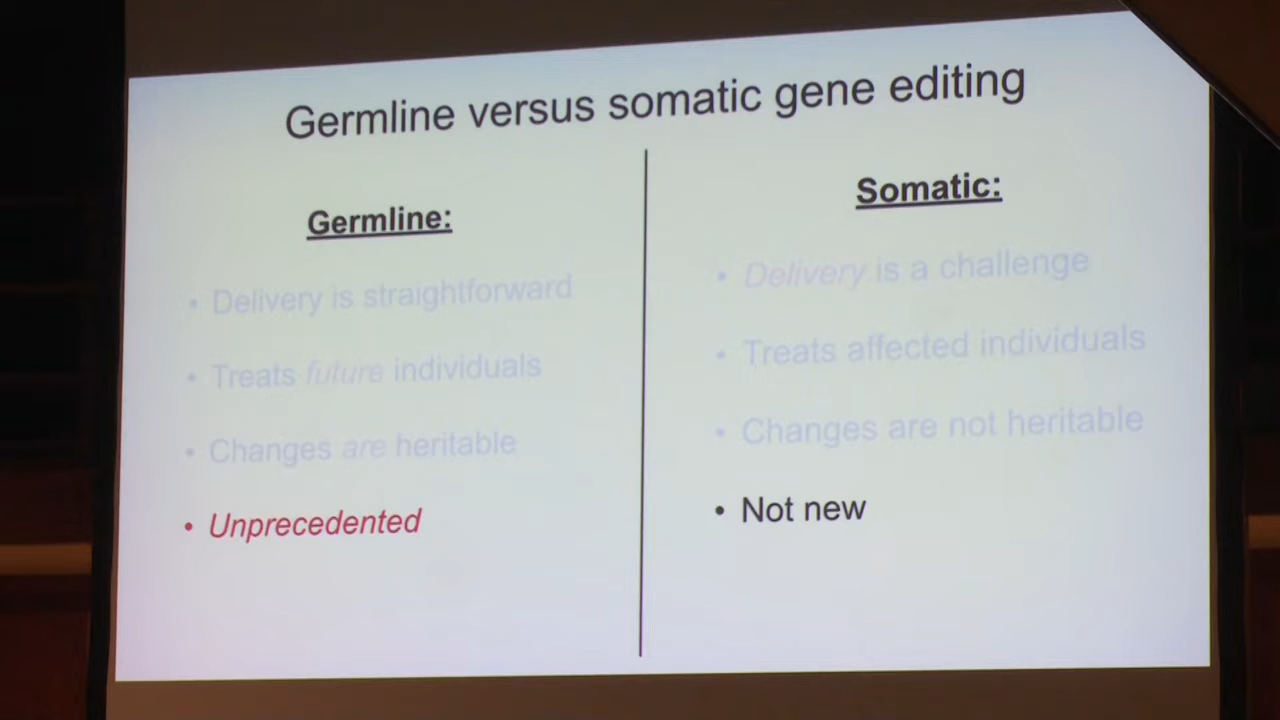 Germline versus somatic gene editing
Germline:
• Delivery is straightforward
• Treats future individuals
• Changes are heritable
• Unprecedented
Somatic:
• Delivery is a challenge
• Treats affected individuals
• Changes are not heritable
• Not new